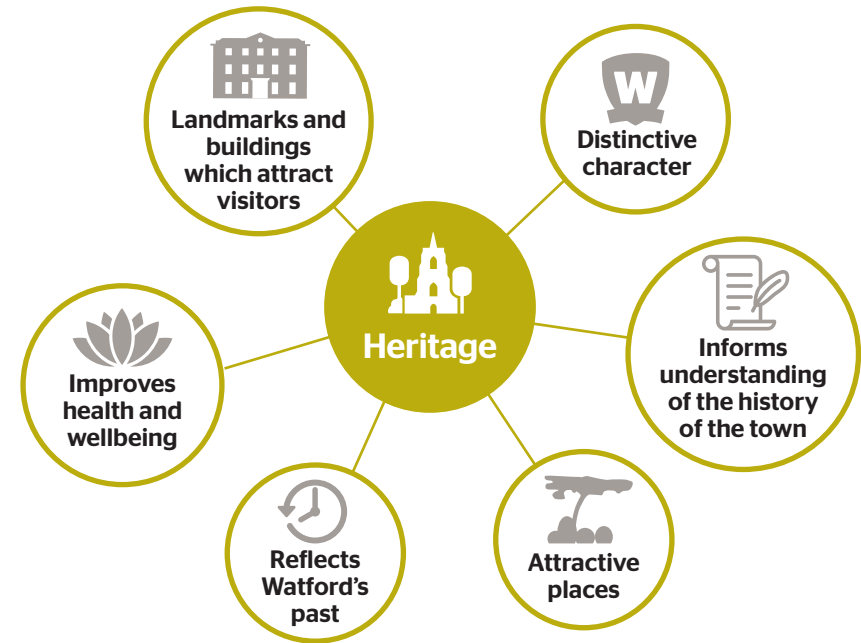 Landmarks and
buildings
which attract
visitors
W
Distinctive
character
Heritage
Informs
understanding
of the history
of the town
Improves
health and
wellbeing
Reflects
Watford's
past
Attractive
places